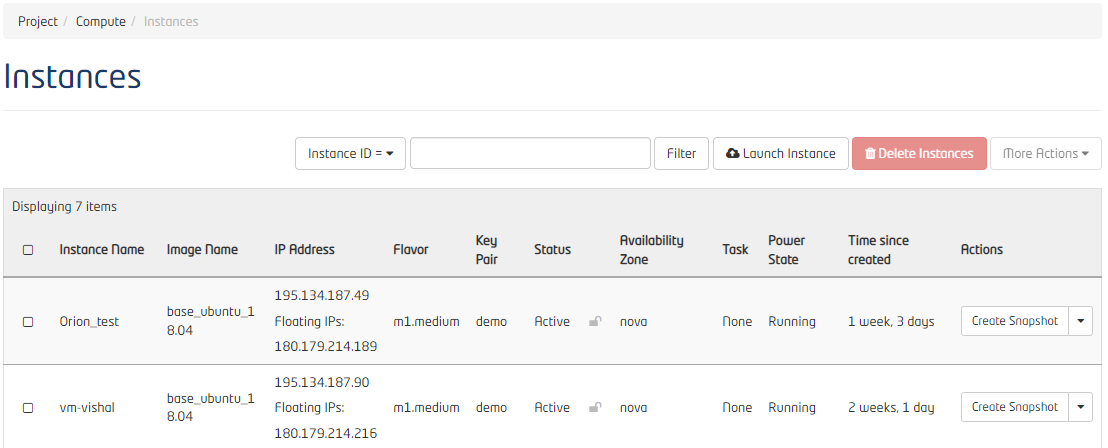 Project / Compute / Instances
Instances
Instance ID = Filter Launch Instance Delete Instances More Actions
Displaying 7 items
Instance Name Image Name IP Address Flavor Key Pair Status Availability Zone Task Power State Time since created Actions
Orion_test base_ubuntu_18.04 195.134.187.49 Floating IPs: 180.179.214.189 m1.medium demo Active nova None Running 1 week, 3 days Create Snapshot
vm-vishal base_ubuntu_18.04 195.134.187.90 Floating IPs: 180.179.214.216 m1.medium demo Active nova None Running 2 weeks, 1 day Create Snapshot